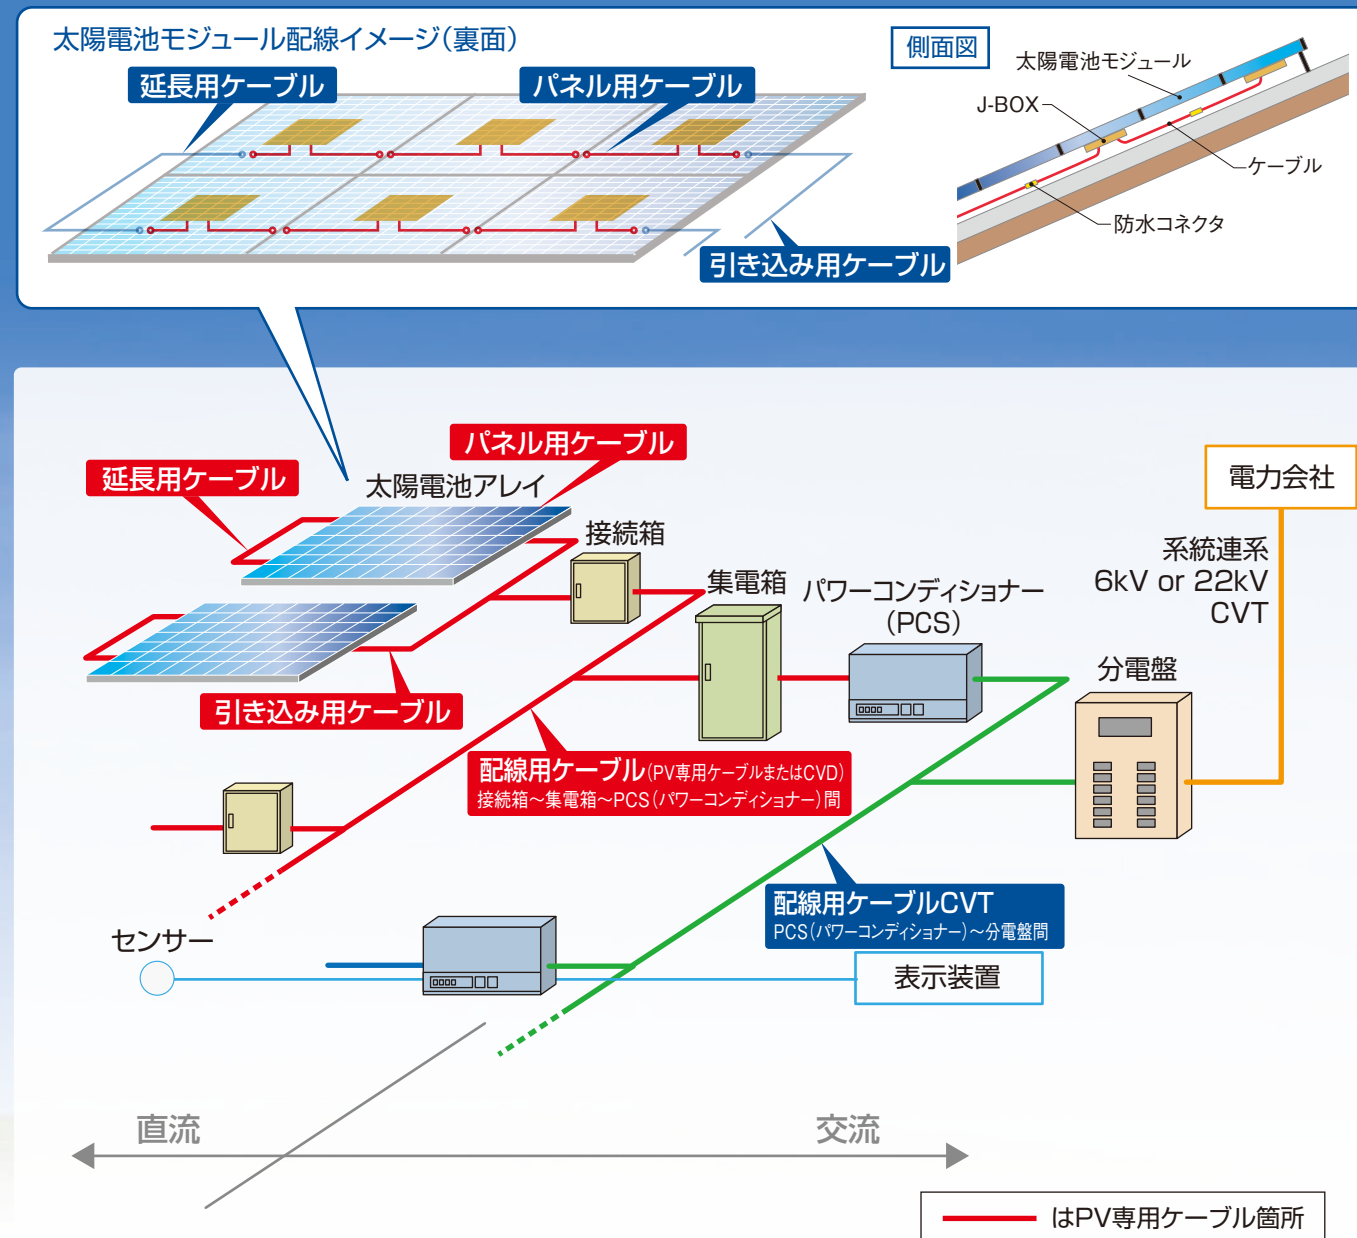 太陽電池モジュール配線イメージ(裏面)
延長用ケーブル
パネル用ケーブル
引き込み用ケーブル
側面図
太陽電池モジュール
J-BOX
ケーブル
防水コネクタ
パネル用ケーブル
延長用ケーブル
太陽電池アレイ
接続箱
集電箱
パワーコンディショナー
(PCS)
電力会社
系統連系
6kV or 22kV
CVT
分電盤
引き込み用ケーブル
配線用ケーブル(PV専用ケーブルまたはCVD)
接続箱～集電箱～PCS(パワーコンディショナー)間
配線用ケーブルCVT
PCS(パワーコンディショナー)～分電盤間
センサー
表示装置
直流
交流
はPV専用ケーブル箇所